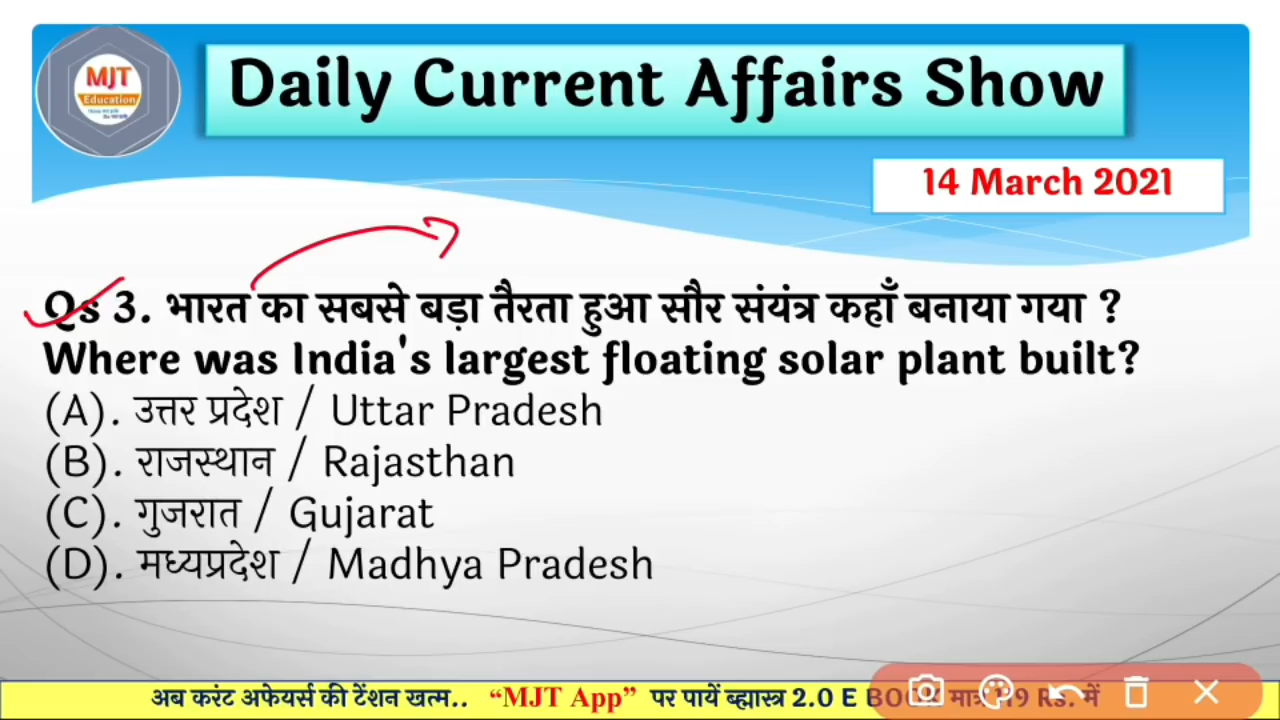 MJT
Education
Daily Current Affairs Show
14 March 2021
Qs 3. भारत का सबसे बड़ा तैरता हुआ सौर संयंत्र कहाँ बनाया गया ?
Where was India's largest floating solar plant built?
(A). उत्तर प्रदेश / Uttar Pradesh
(B). राजस्थान / Rajasthan
(C). गुजरात / Gujarat
(D). मध्यप्रदेश / Madhya Pradesh
अब करंट अफेयर्स की टेंशन खत्म.. “MJT App” पर पायें ब्ह्मास्त्र 2.0 E BOOK मात्र Rs. में